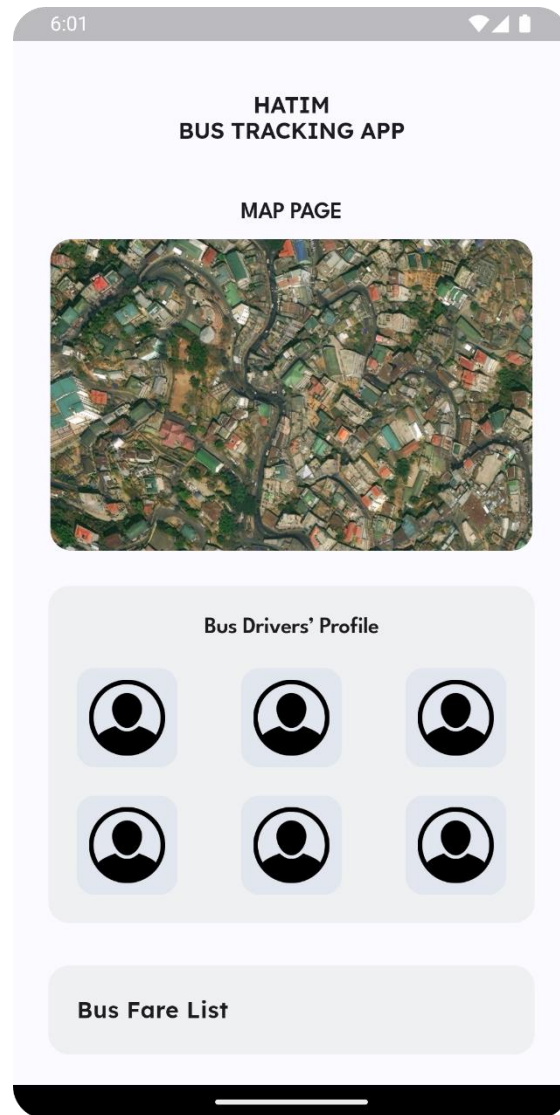 6:01
HATIM
BUS TRACKING APP
MAP PAGE
Bus Drivers’ Profile
Bus Fare List